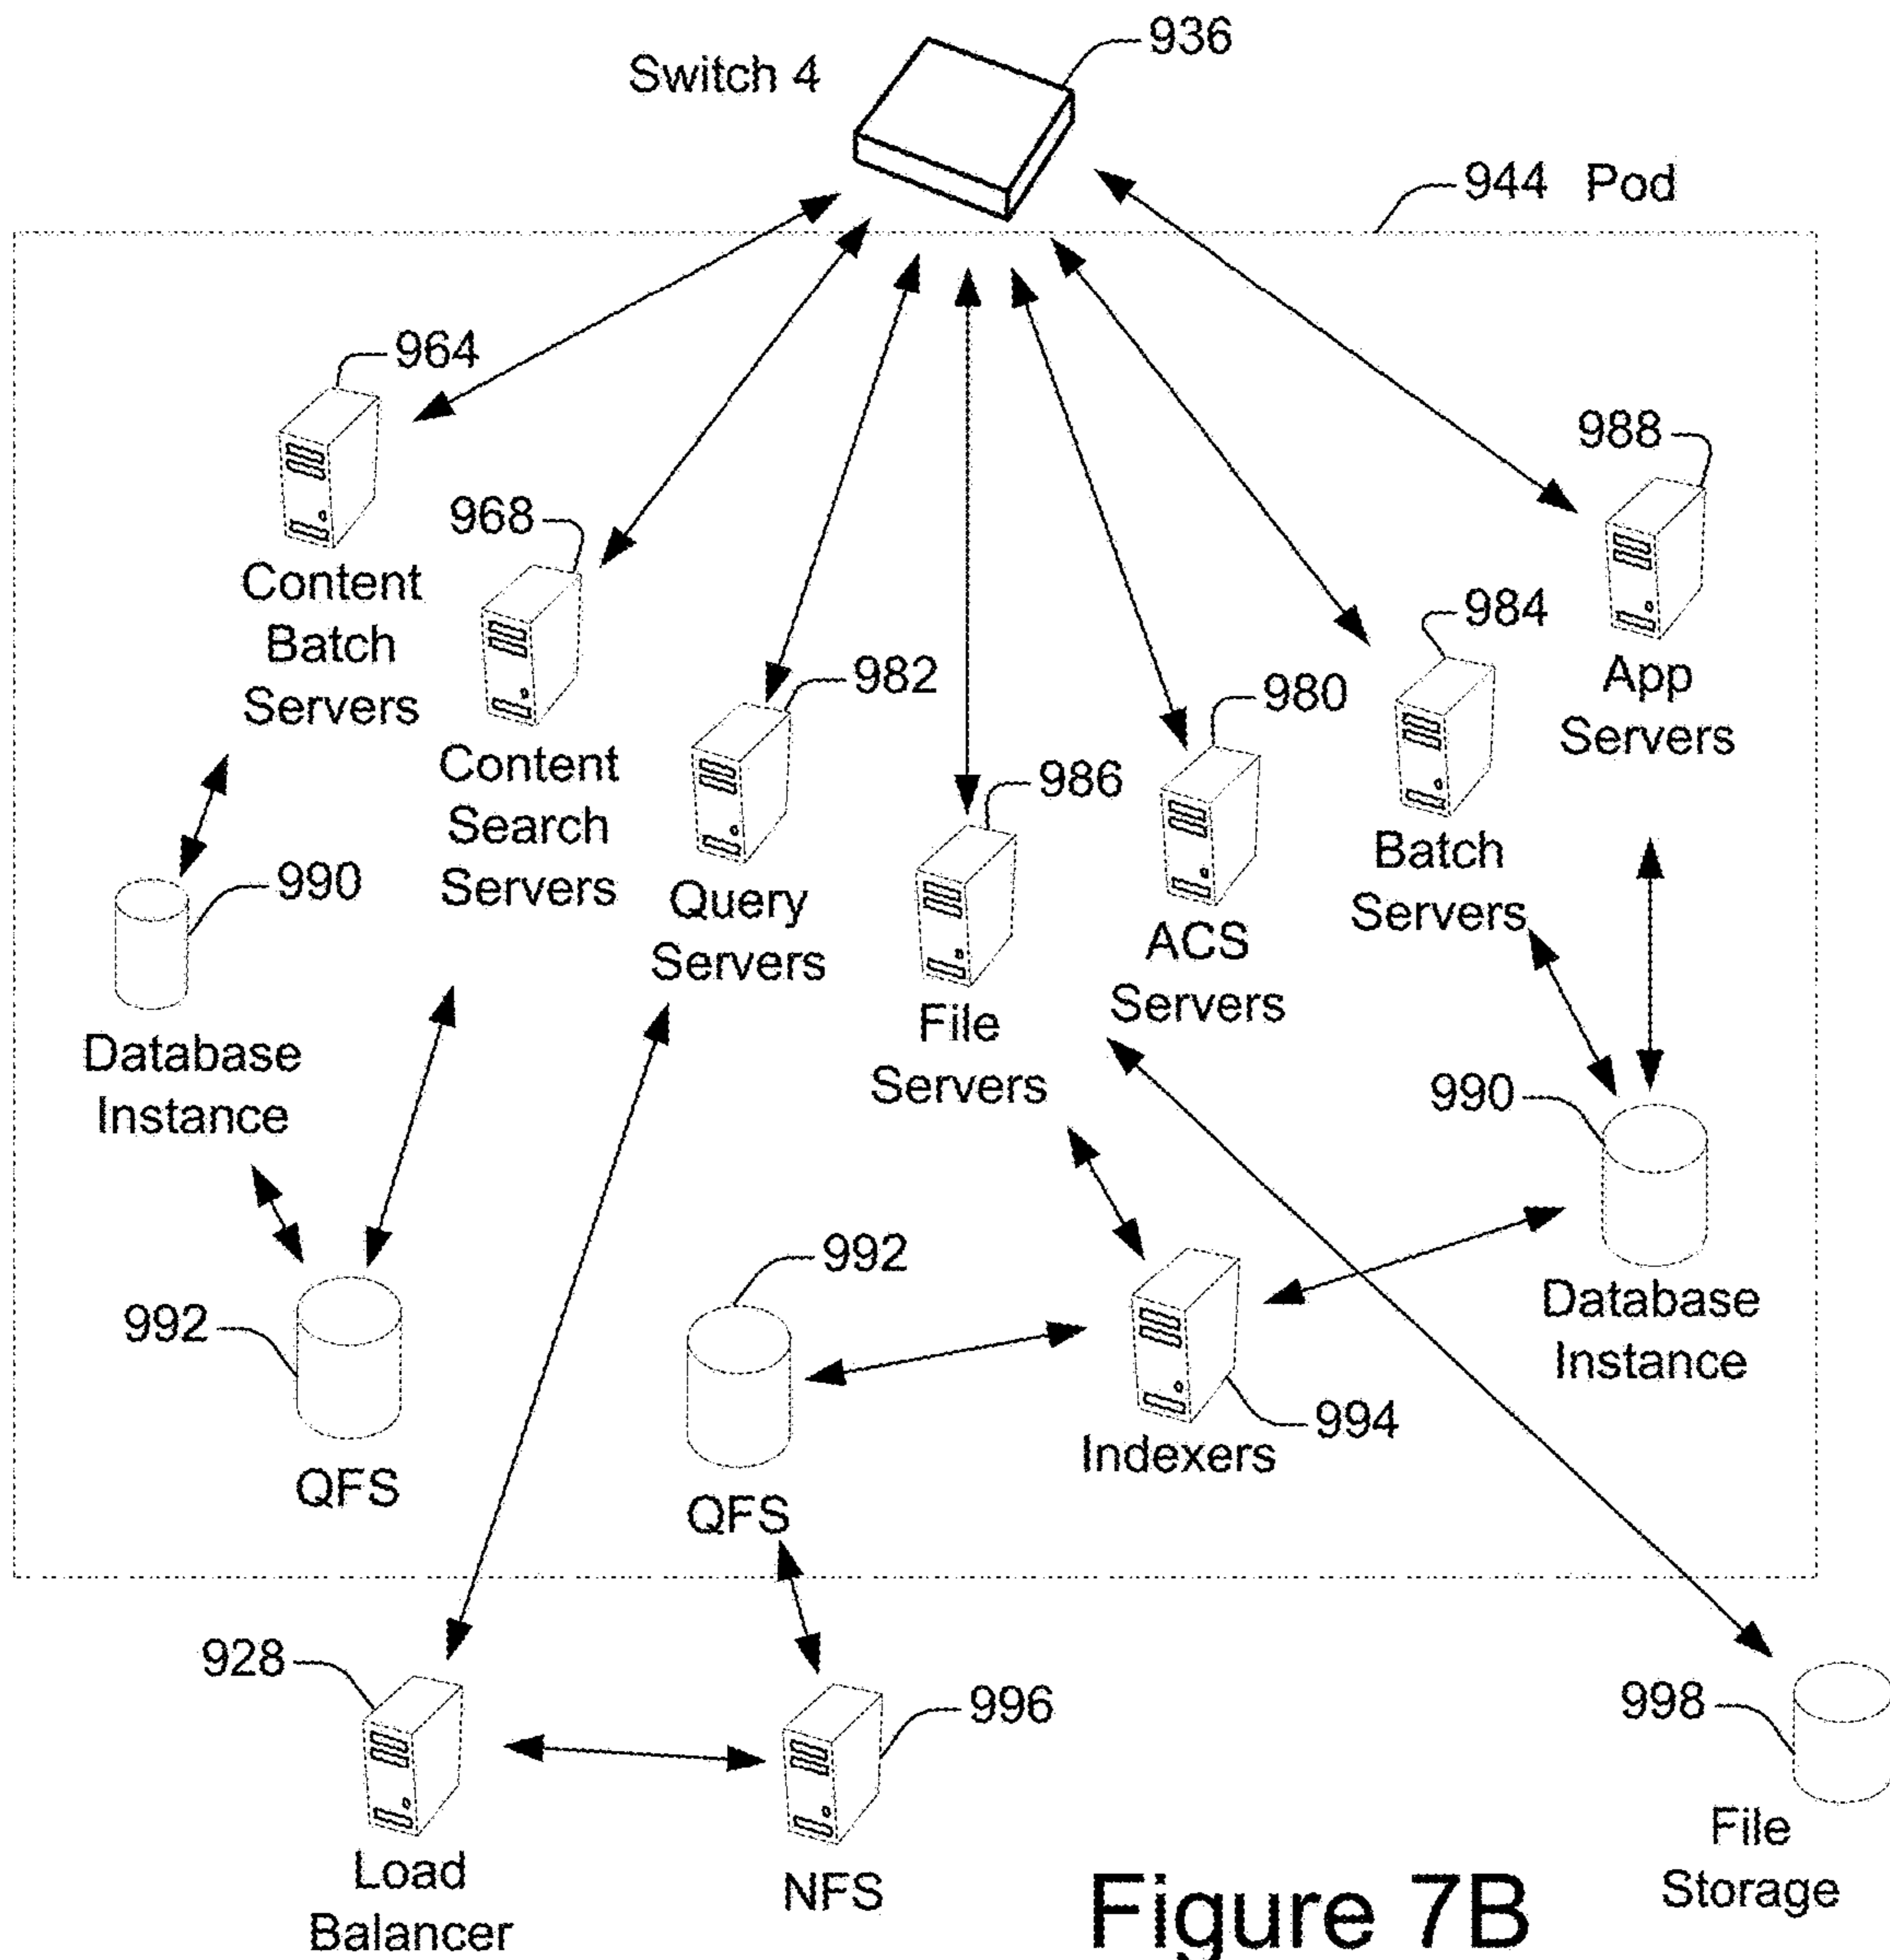 Switch 4
936
944 Pod
964
Content
Batch
Servers
968
Content
Search
Servers
982
Query
Servers
986
File
Servers
980
ACS
Servers
984
Batch
Servers
988
App
Servers
990
Database
Instance
990
Database
Instance
992
QFS
992
QFS
994
Indexers
928
Load
Balancer
996
NFS
998
File
Storage
Figure 7B